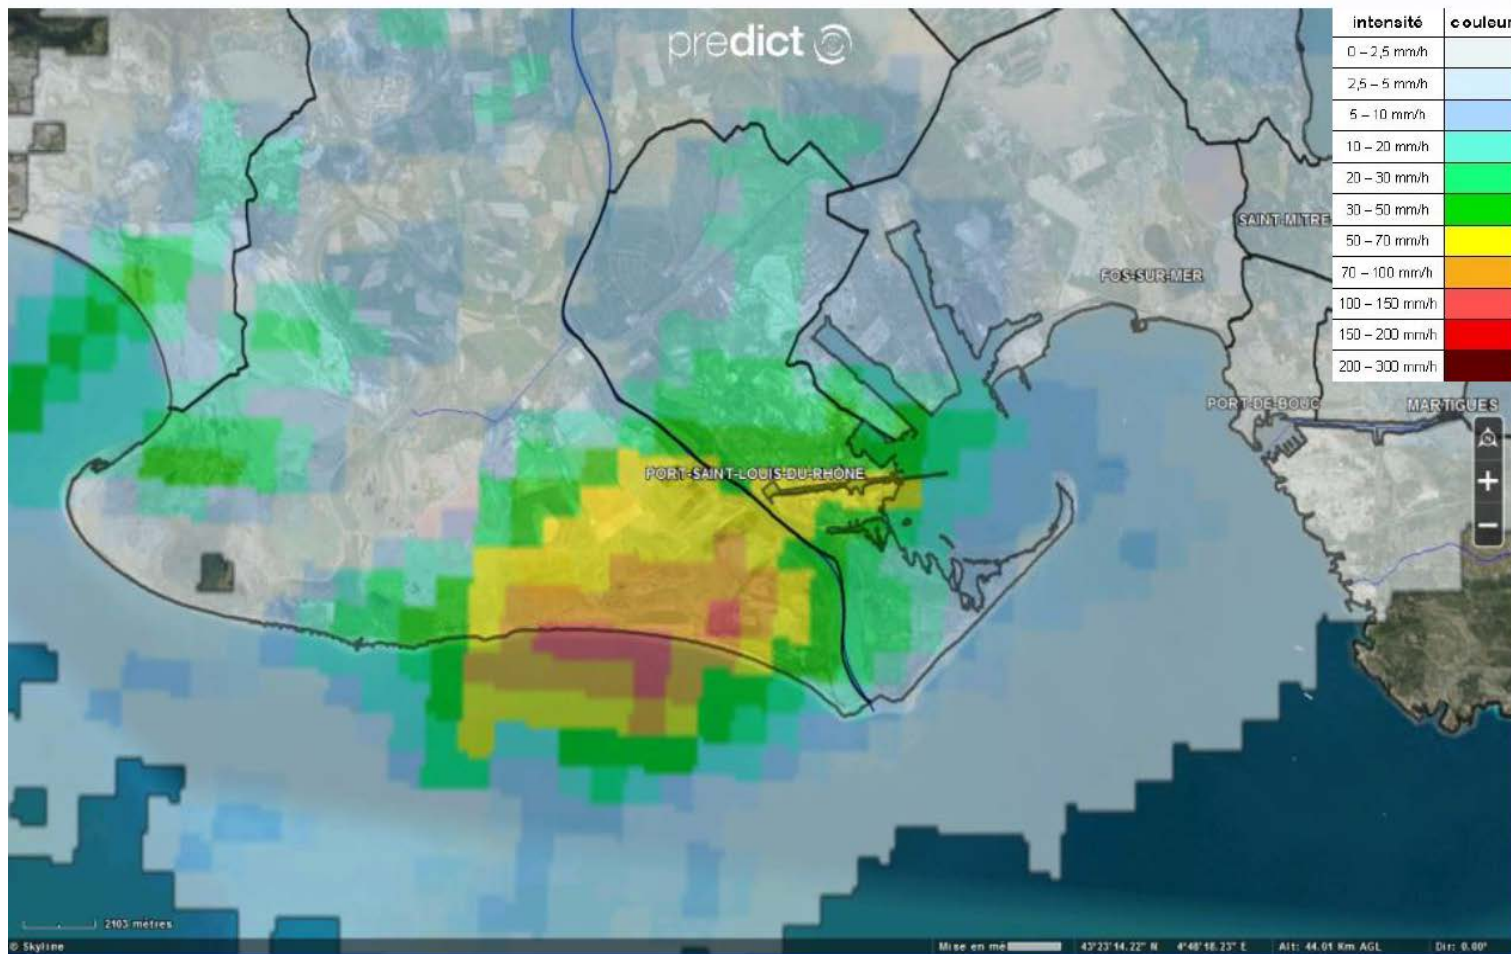 predict
intensité couleur
0 – 2,5 mm/h
2,5 – 5 mm/h
5 – 10 mm/h
10 – 20 mm/h
20 – 30 mm/h
30 – 50 mm/h
50 – 70 mm/h
70 – 100 mm/h
100 – 150 mm/h
150 – 200 mm/h
200 – 300 mm/h
SAINT-MITRE
FOS-SUR-MER
PORT-DE-BOUC
MARTIGUES
PORT-SAINT-LOUIS-DU-RHÔNE
N
2103 mètres
© Skyline
Mise en mé 43°23'14.22" N 4°48'18.23" E Alt: 44.01 Km AGL Dir: 0.00°